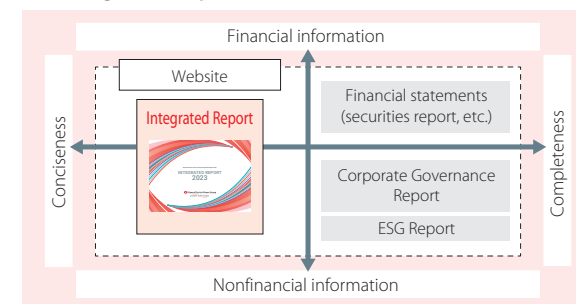 Financial information
Website
Integrated Report
INTEGRATED REPORT
2023
Financial statements
(securities report, etc.)
Conciseness
Completeness
Corporate Governance
Report
ESG Report
Nonfinancial information